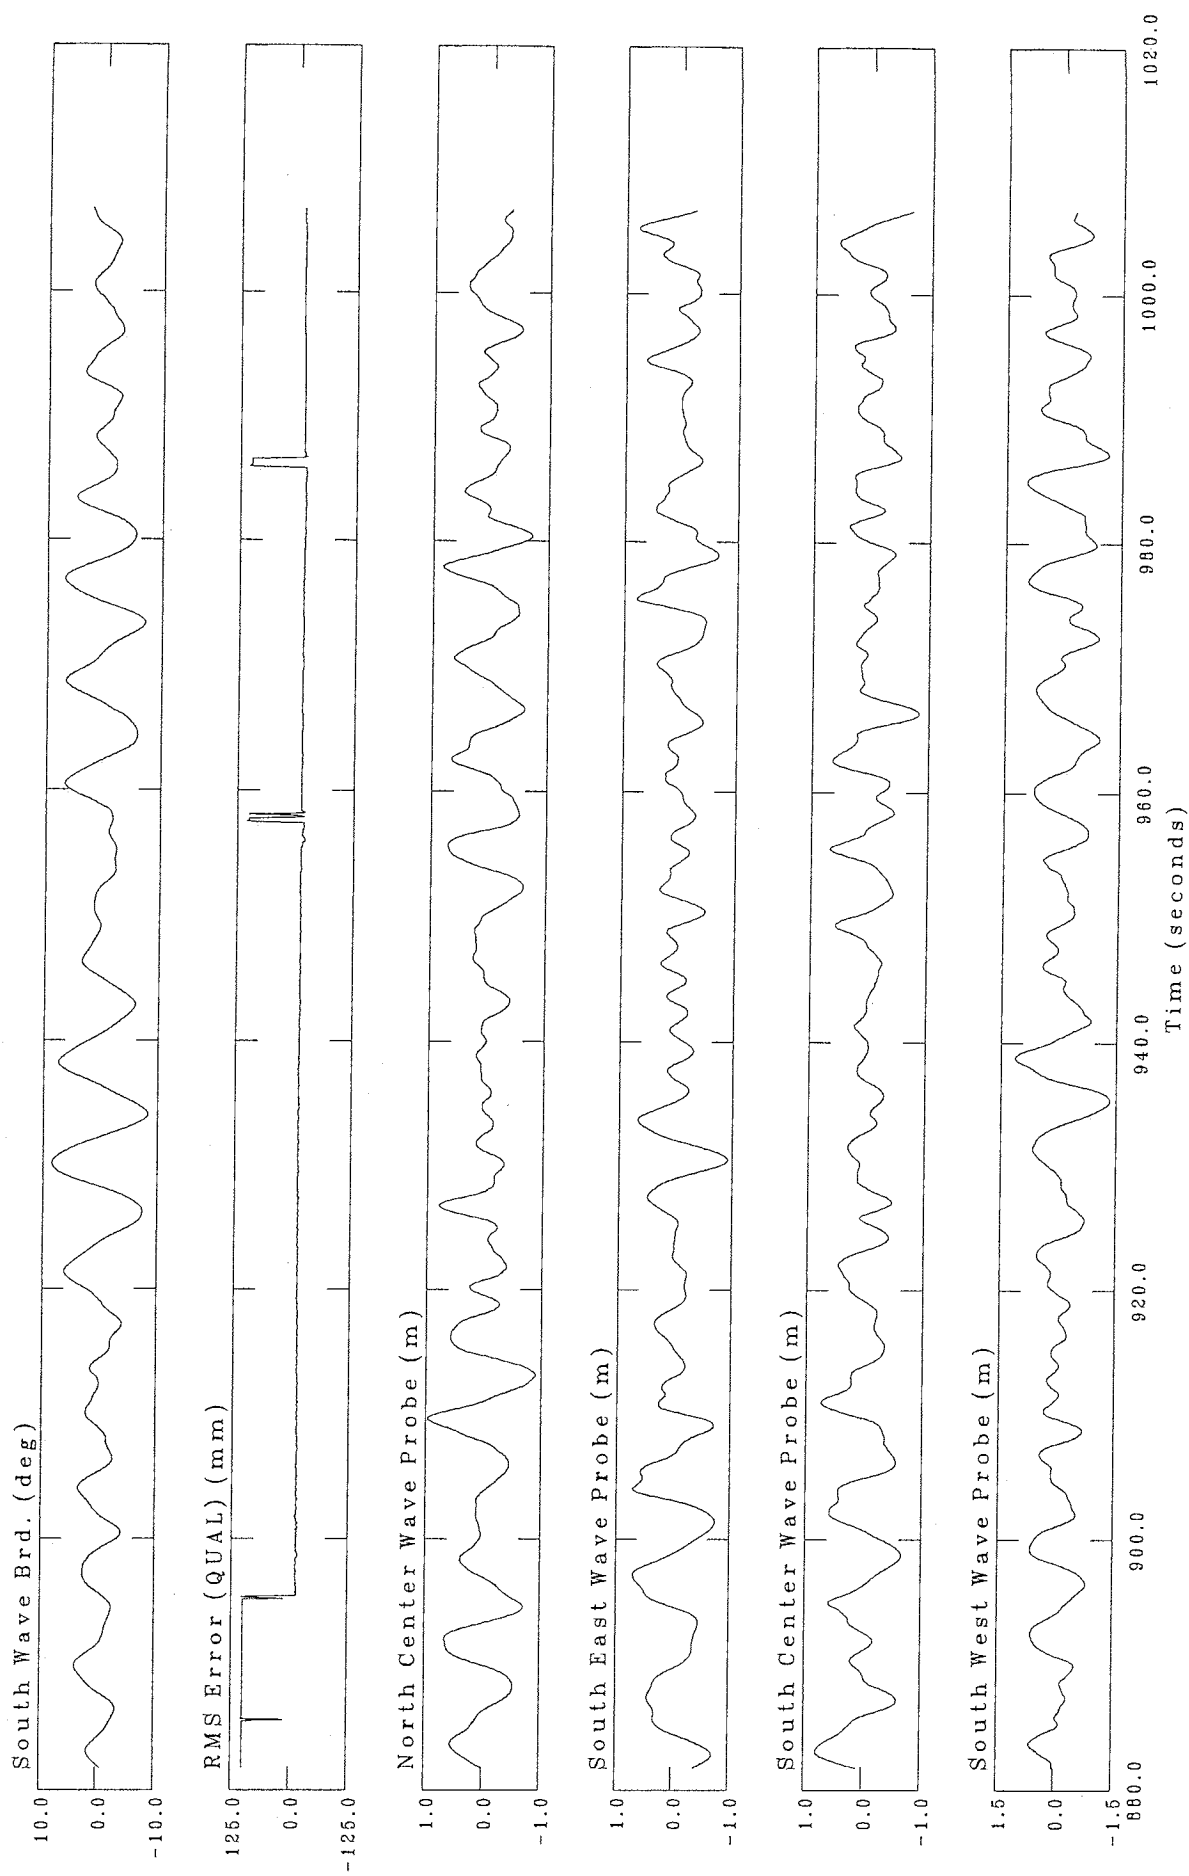 South Wave Brd. (deg)
10.0
0.0
-10.0
RMS Error (QUAL) (mm)
125.0
0.0
-125.0
North Center Wave Probe (m)
1.0
0.0
-1.0
South East Wave Probe (m)
1.0
0.0
-1.0
South Center Wave Probe (m)
1.0
0.0
-1.0
South West Wave Probe (m)
1.5
0.0
-1.5
880.0 900.0 920.0 940.0 960.0 980.0 1000.0 1020.0
Time (seconds)